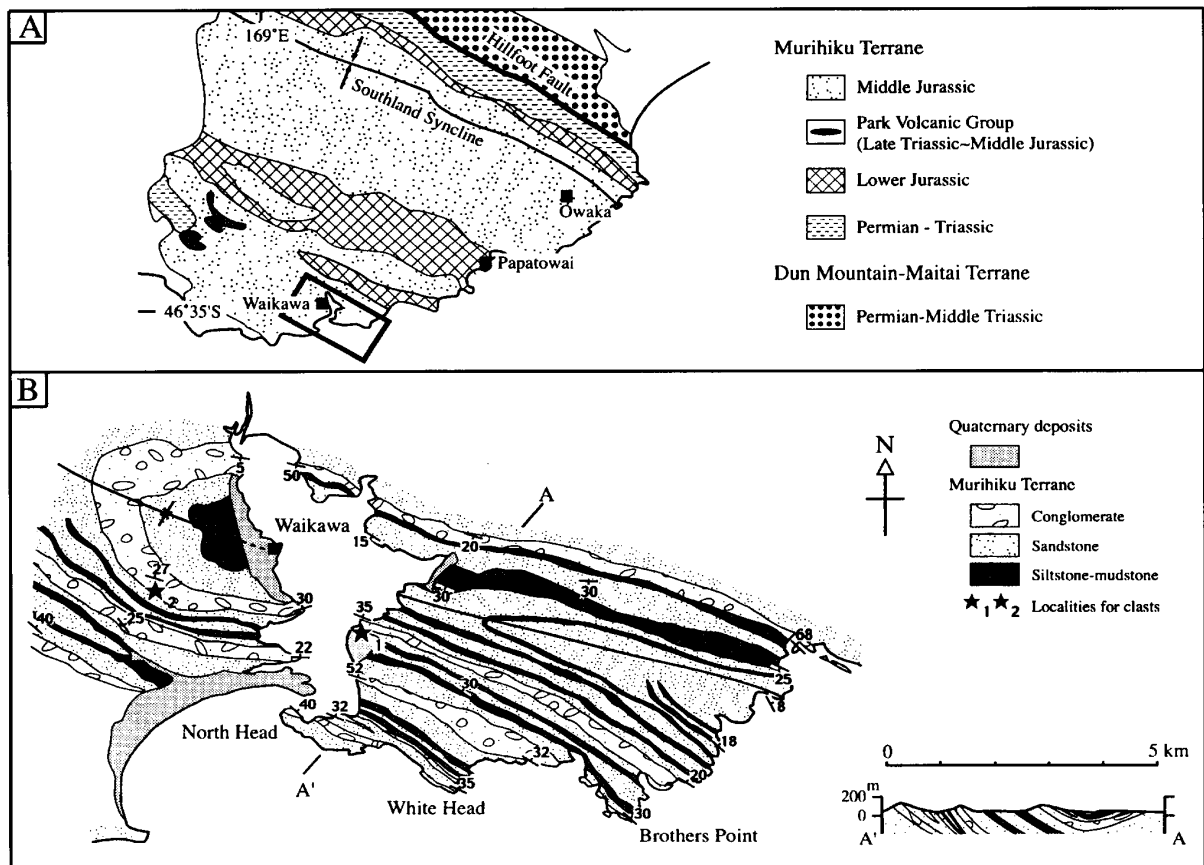 A
169°E
Hillfoot Fault
Southland Syncline
Owaka
Papatowai
Waikawa
46°35'S
Murihiku Terrane
Middle Jurassic
Park Volcanic Group
(Late Triassic~Middle Jurassic)
Lower Jurassic
Permian - Triassic
Dun Mountain-Maitai Terrane
Permian-Middle Triassic
B
5
50
A
Waikawa
15
20
27
2
30
30
30
25
35
40
1
68
22
52
30
25
8
40
32
18
North Head
32
20
35
A'
White Head
30
Brothers Point
N
Quaternary deposits
Murihiku Terrane
Conglomerate
Sandstone
Siltstone-mudstone
1 2 Localities for clasts
0 5 km
200 m
0
A' A